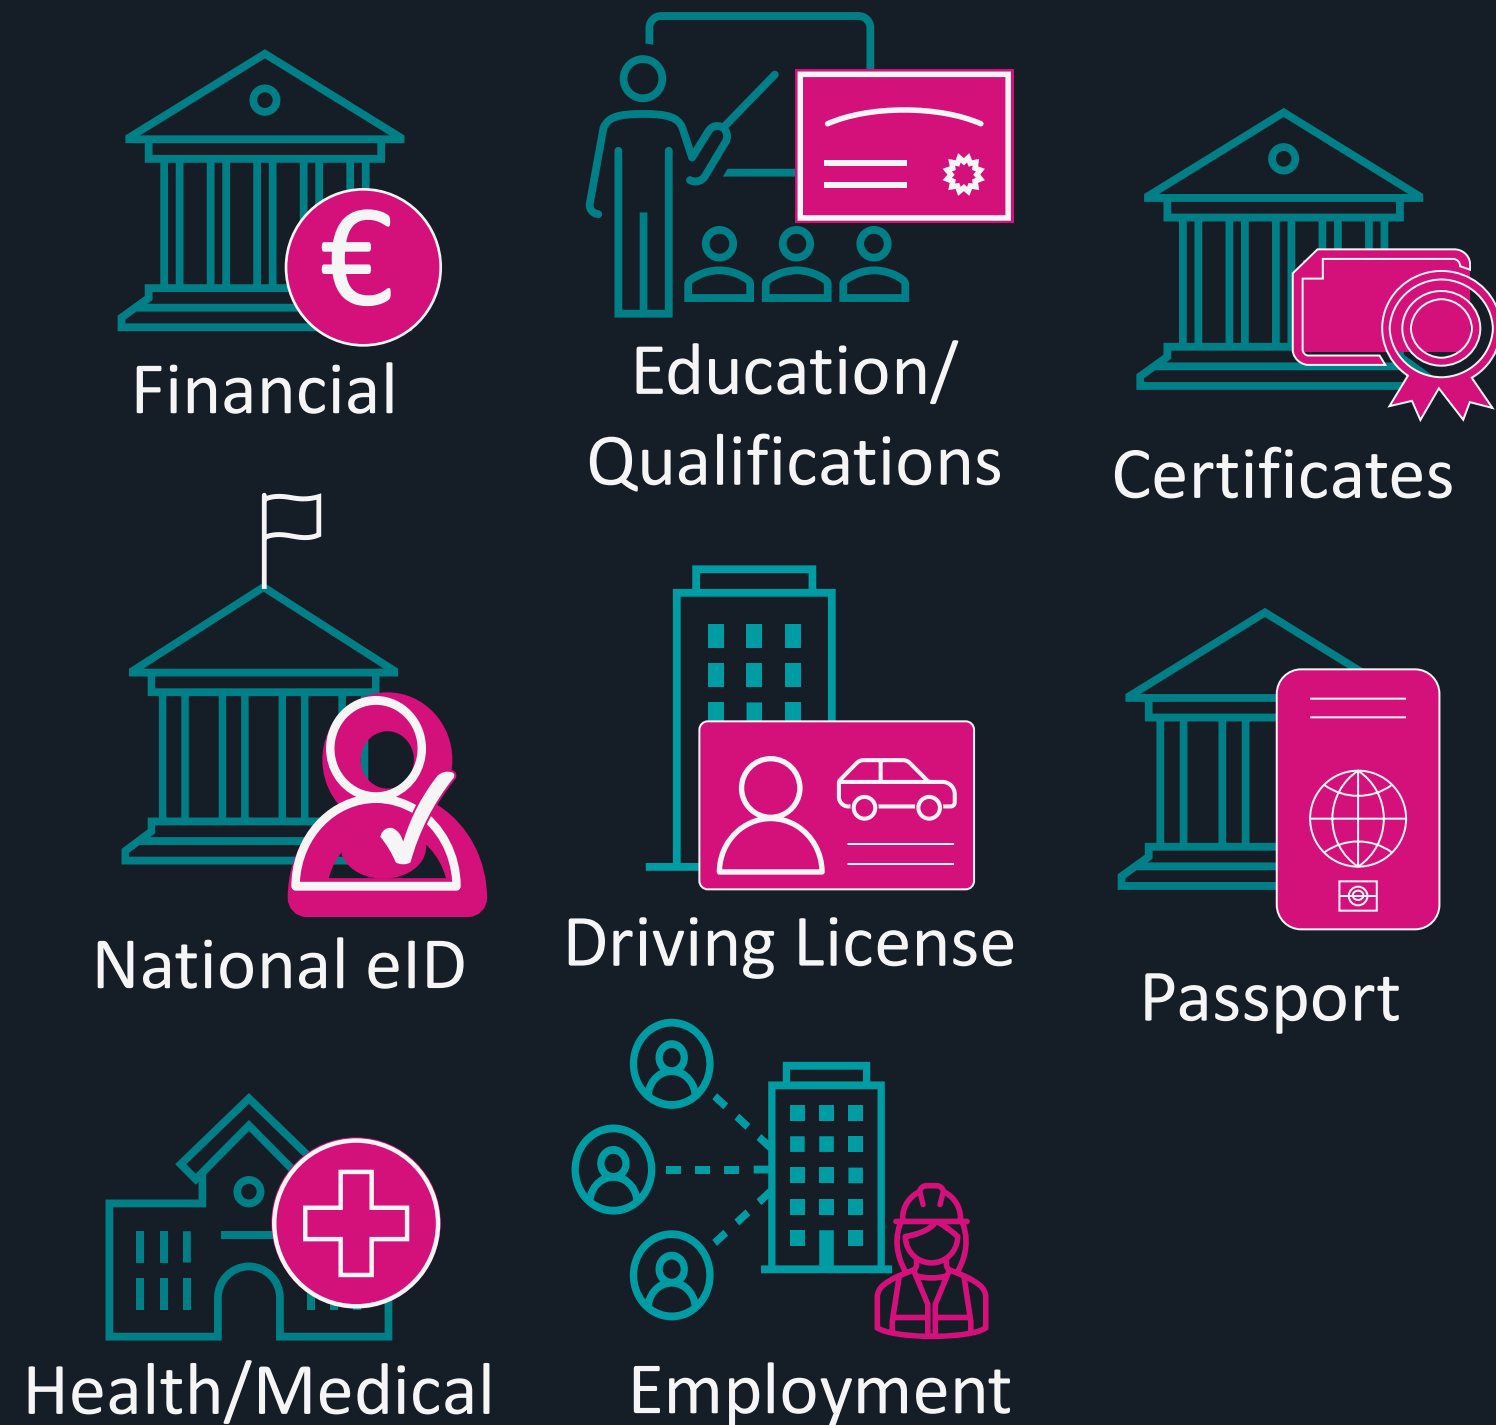 €
Financial
Education/
Qualifications
Certificates
National eID
Driving License
Passport
Health/Medical
Employment